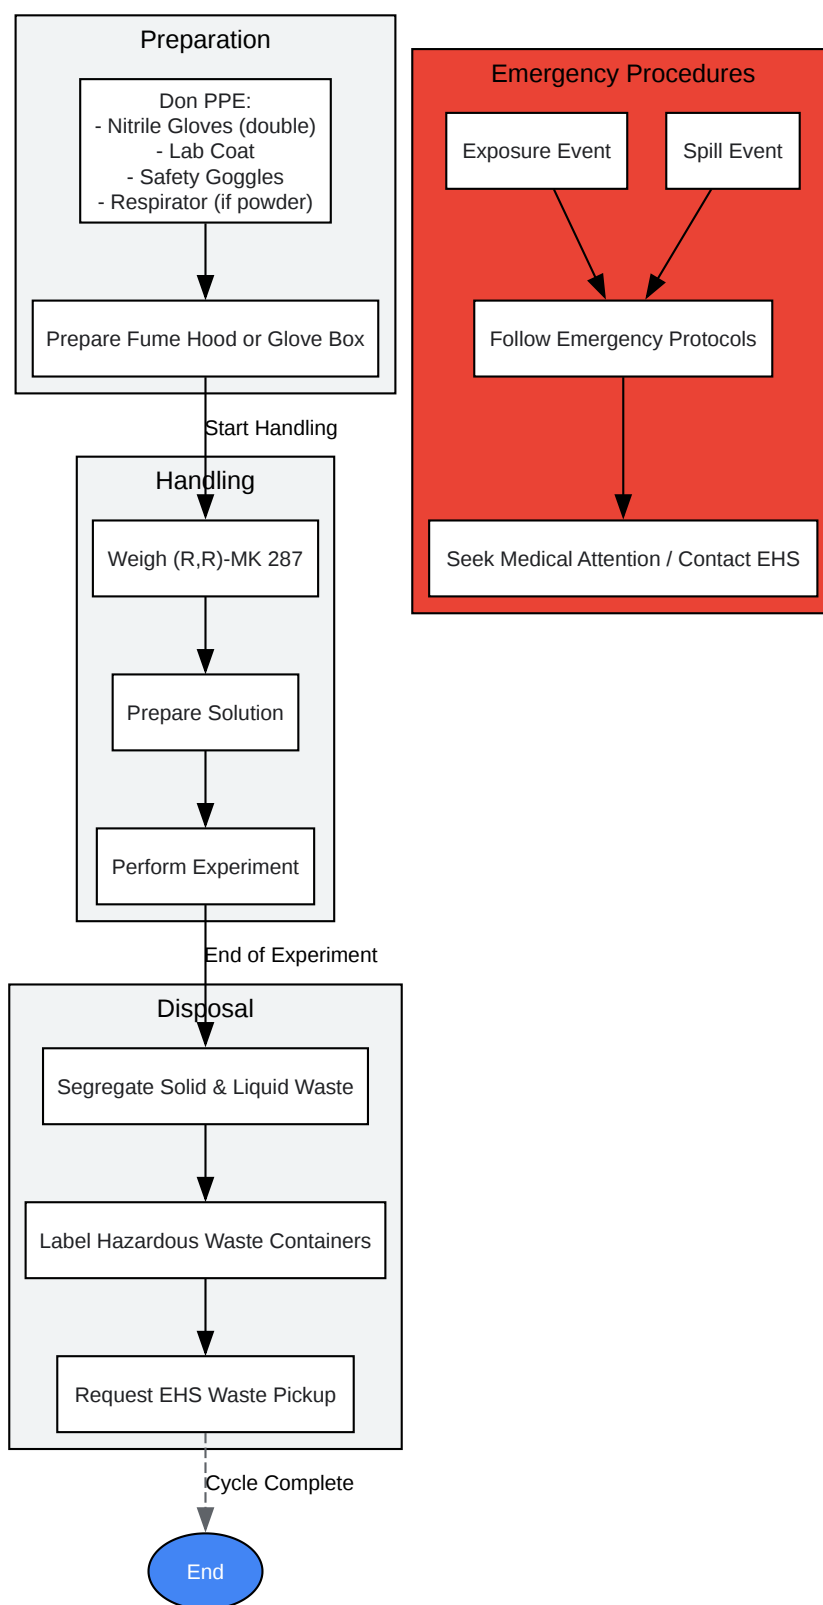 Preparation
Don PPE:
- Nitrile Gloves (double)
- Lab Coat
- Safety Goggles
- Respirator (if powder)
Prepare Fume Hood or Glove Box
Start Handling
Handling
Weigh (R,R)-MK 287
Prepare Solution
Perform Experiment
End of Experiment
Disposal
Segregate Solid & Liquid Waste
Label Hazardous Waste Containers
Request EHS Waste Pickup
Cycle Complete
End
Emergency Procedures
Exposure Event
Spill Event
Follow Emergency Protocols
Seek Medical Attention / Contact EHS